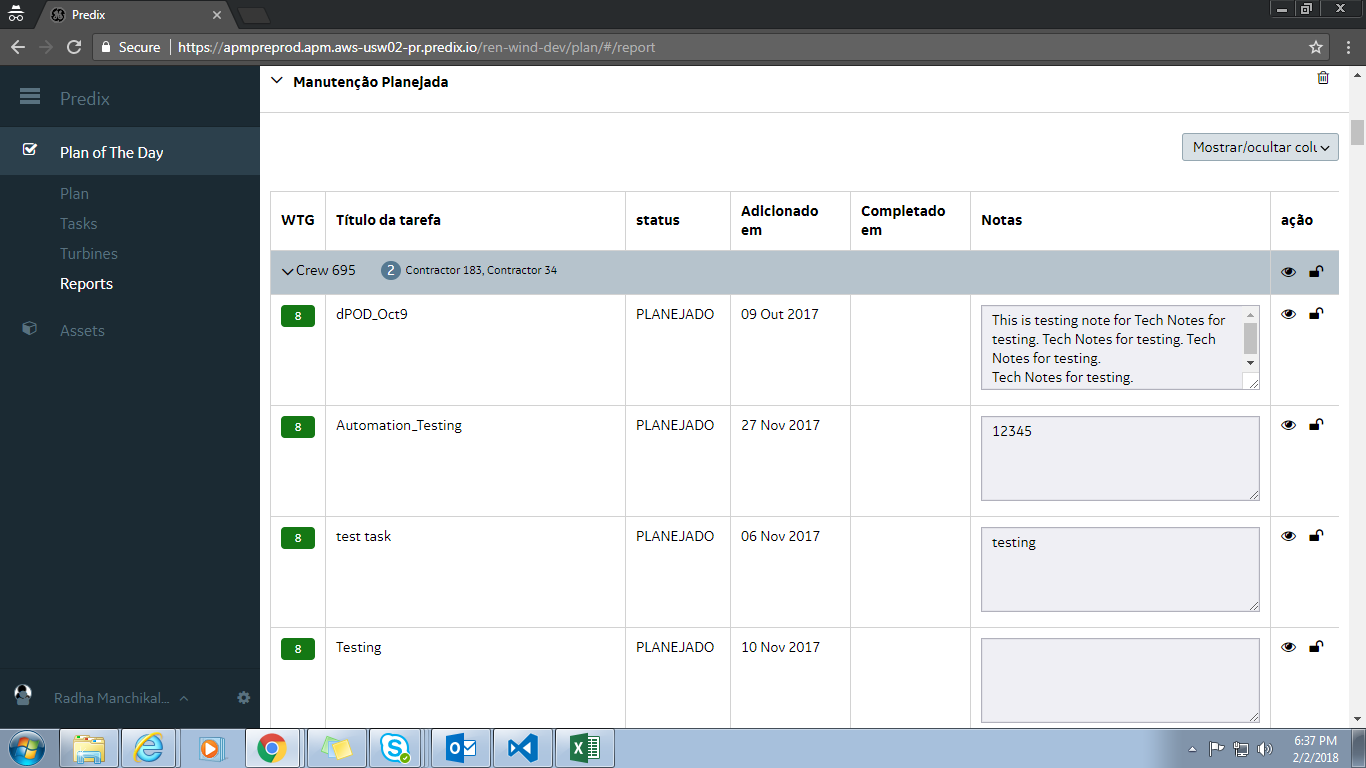 Predix
Secure
https://apmpreprod.apm.aws-usw02-pr.predix.io/ren-wind-dev/plan/#/report
Predix
Plan of The Day
Plan
Tasks
Turbines
Reports
Assets
Radha Manchikal...
Manutenção Planejada
Mostrar/ocultar colu
WTG Título da tarefa status Adicionado em Completado em Notas ação
Crew 695 2 Contractor 183, Contractor 34
8 dPOD_Oct9 PLANEJADO 09 Out 2017
This is testing note for Tech Notes for
testing. Tech Notes for testing. Tech
Notes for testing.
Tech Notes for testing.
8 Automation_Testing PLANEJADO 27 Nov 2017 12345
8 test task PLANEJADO 06 Nov 2017 testing
8 Testing PLANEJADO 10 Nov 2017
6:37 PM
2/2/2018